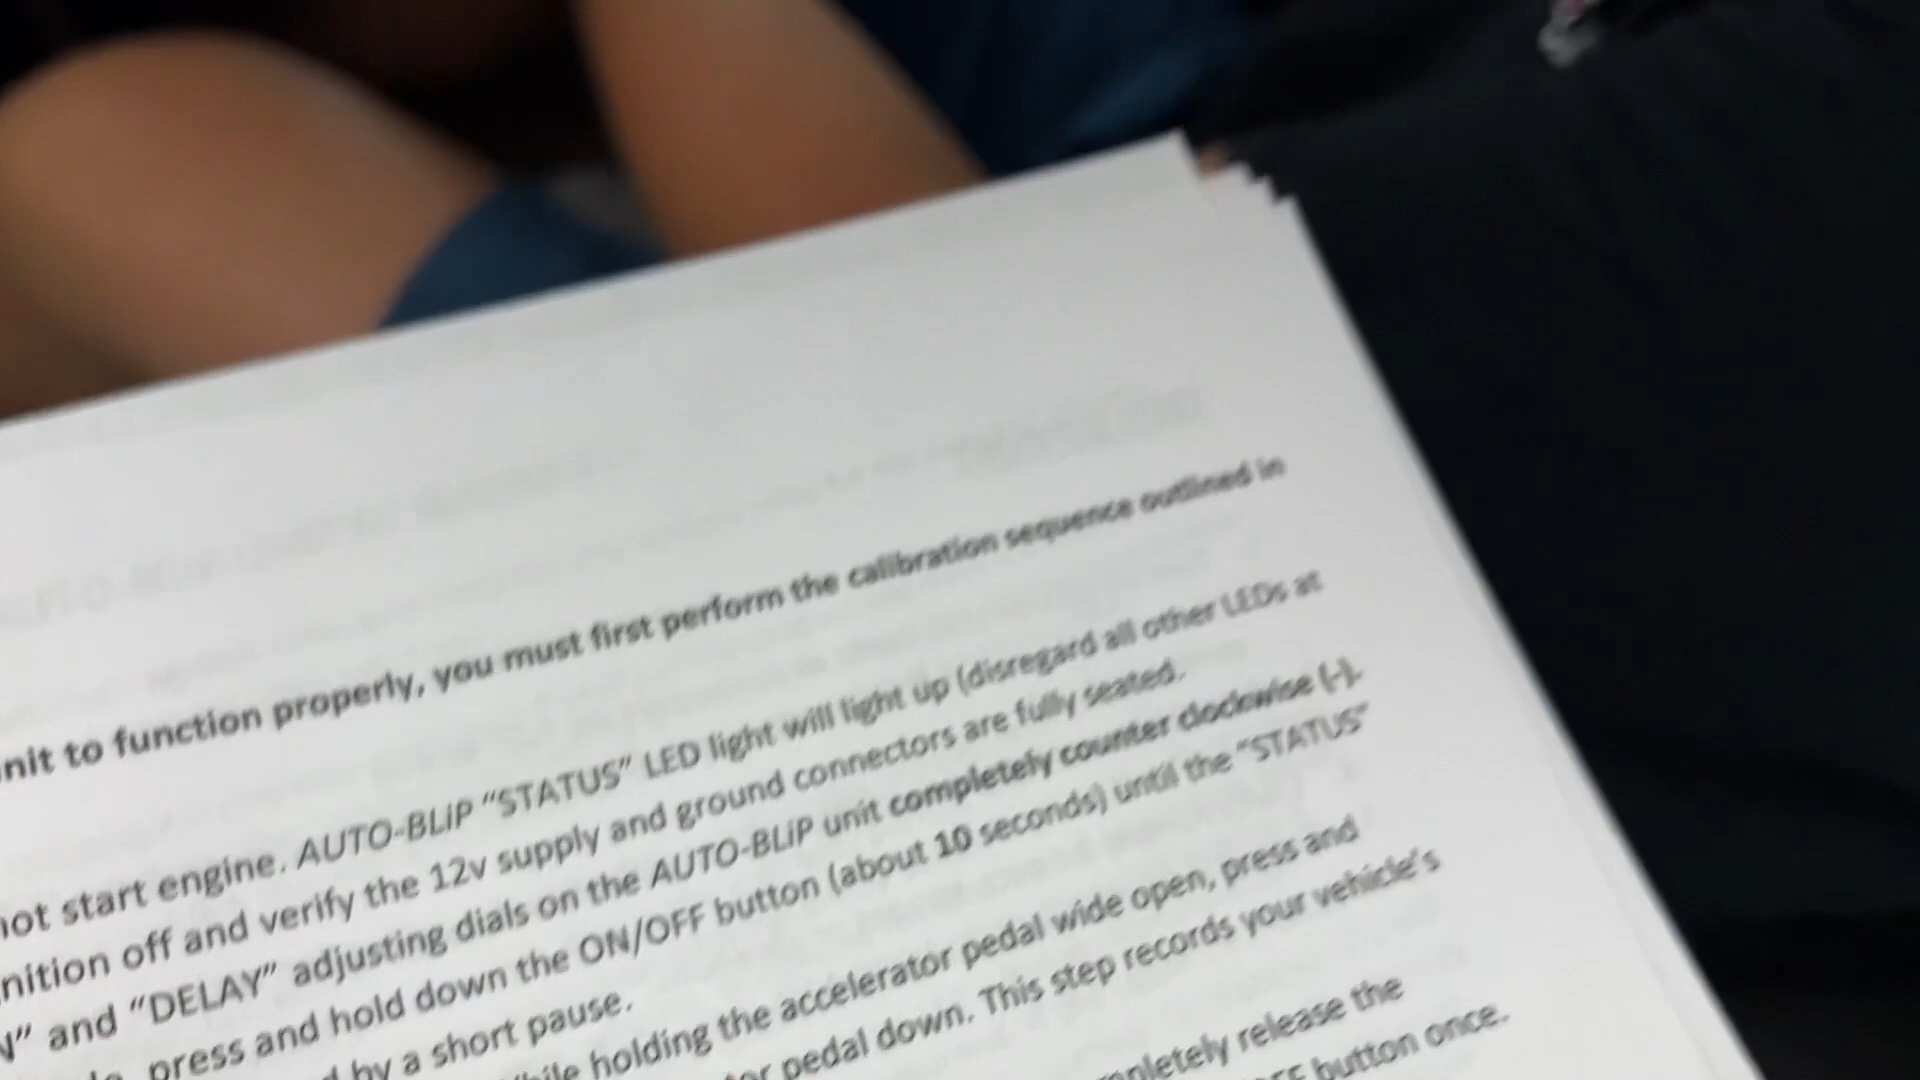 unit to function properly, you must first perform the calibration sequence outlined in
not start engine. AUTO-BLiP “STATUS” LED light will light up (disregard all other LEDs at
nition off and verify the 12v supply and ground connectors are fully seated.
” and “DELAY” adjusting dials on the AUTO-BLiP unit completely counter clockwise (-).
press and hold down the ON/OFF button (about 10 seconds) until the “STATUS”
by a short pause.
while holding the accelerator pedal wide open, press and
pedal down. This step records your vehicle's
completely release the
OFF button once.